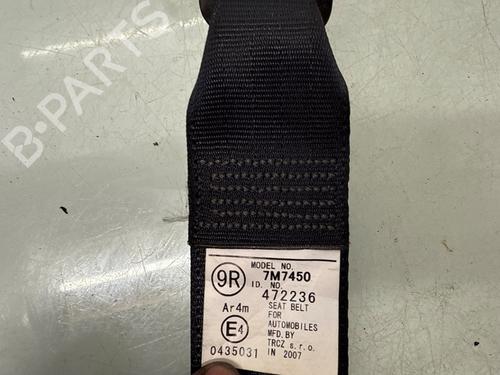 B-PARTS
MODEL NO.
9R 7M7450
ID. NO.
472236
Ar4m SEAT BELT
FOR
E4 AUTOMOBILES
MFD.BY
TRCZ s.r.o.
0435031 IN 2007